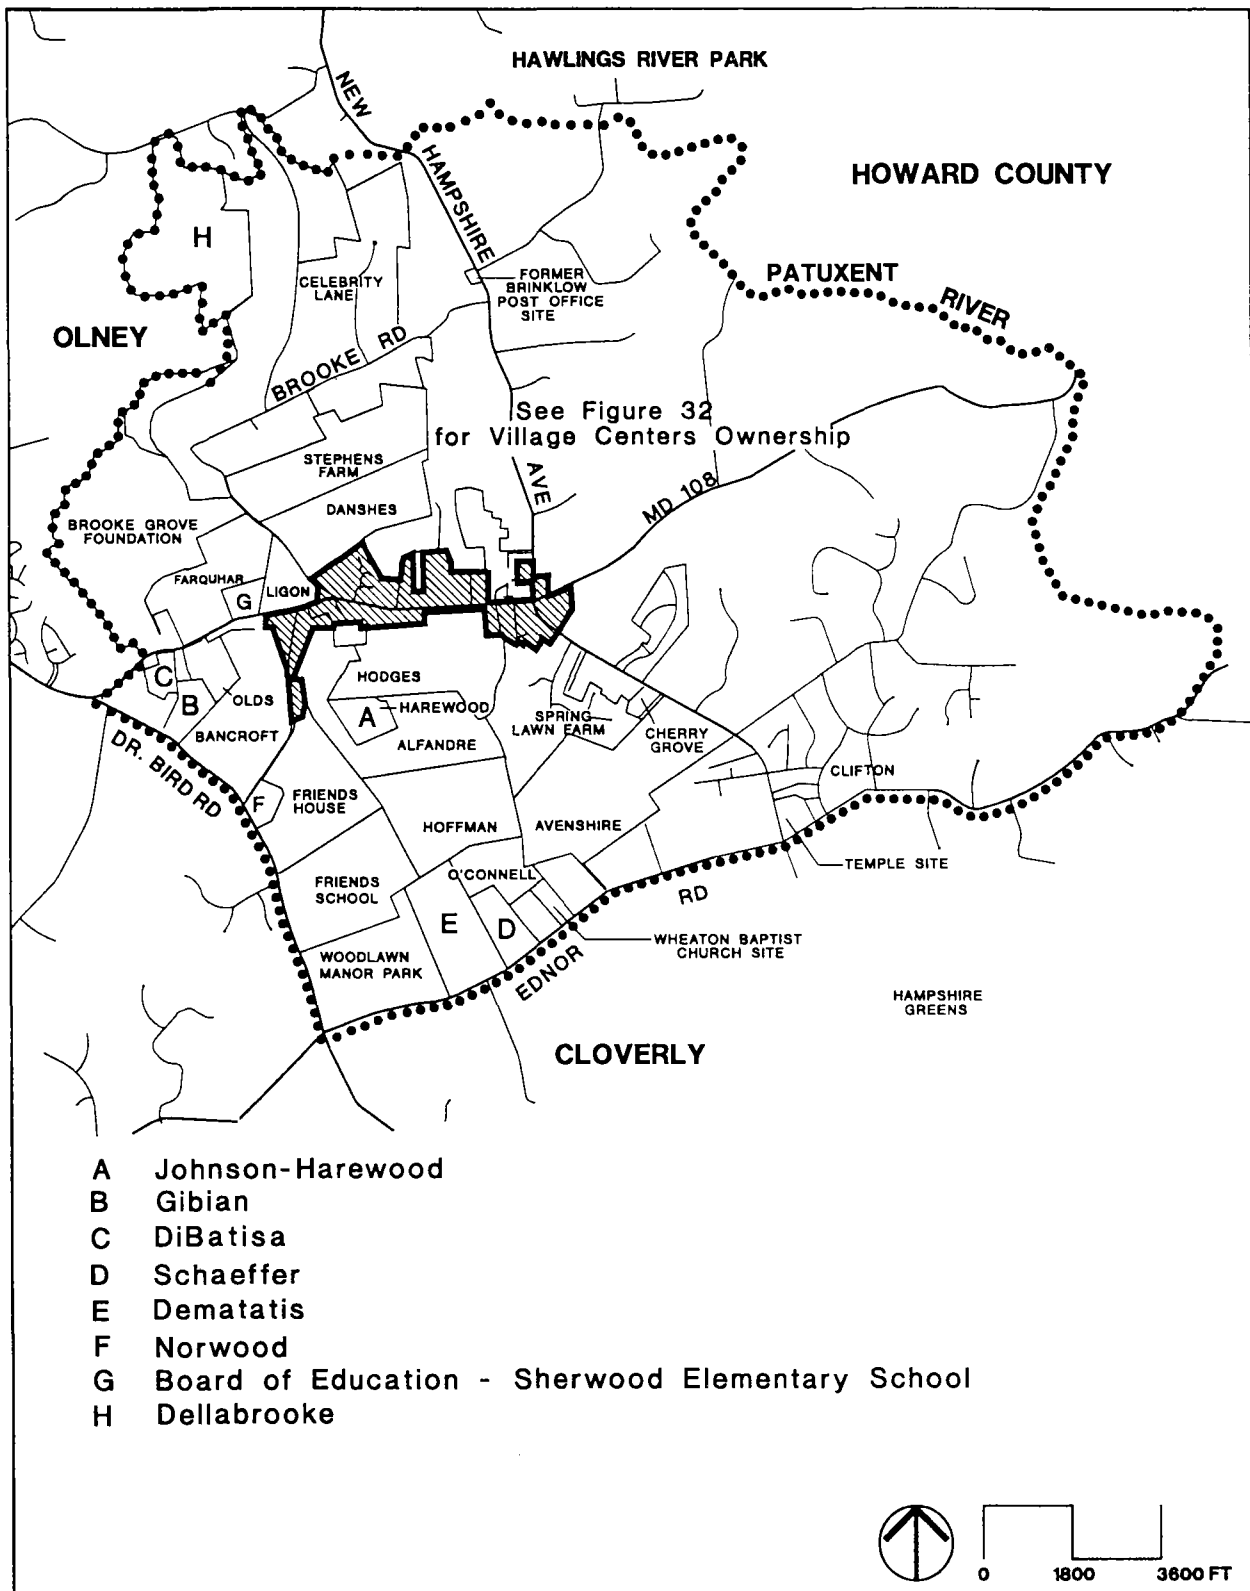 HAWLINGS RIVER PARK
NEW
HAMPSHIRE
AVE
HOWARD COUNTY
H
CELEBRITY
LANE
FORMER
BRINKLOW
POST OFFICE
SITE
PATUXENT
RIVER
OLNEY
BROOKE RD
See Figure 32
for Village Centers Ownership
STEPHENS
FARM
MD 108
DANSHES
BROOKE GROVE
FOUNDATION
FARQUHAR
G
LIGON
C
B
OLDS
BANCROFT
HODGES
A
HAREWOOD
ALFANDRE
SPRING
LAWN FARM
CHERRY
GROVE
DR. BIRD RD
CLIFTON
F
FRIENDS
HOUSE
HOFFMAN
AVENSHIRE
TEMPLE SITE
FRIENDS
SCHOOL
O'CONNELL
E
D
WOODLAWN
MANOR PARK
EDNOR
RD
WHEATON BAPTIST
CHURCH SITE
HAMPSHIRE
GREENS
CLOVERLY
A Johnson-Harewood
B Gibian
C DiBatisa
D Schaeffer
E Dematatis
F Norwood
G Board of Education - Sherwood Elementary School
H Dellabrooke
0 1800 3600 FT